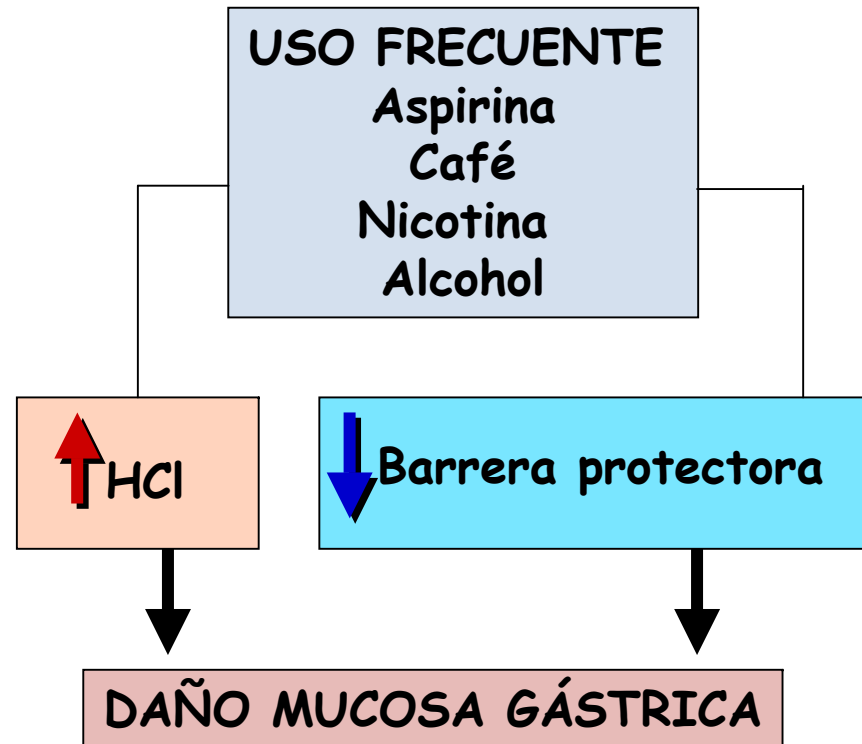 USO FRECUENTE
Aspirina
Café
Nicotina
Alcohol
HCl
Barrera protectora
DAÑO MUCOSA GÁSTRICA